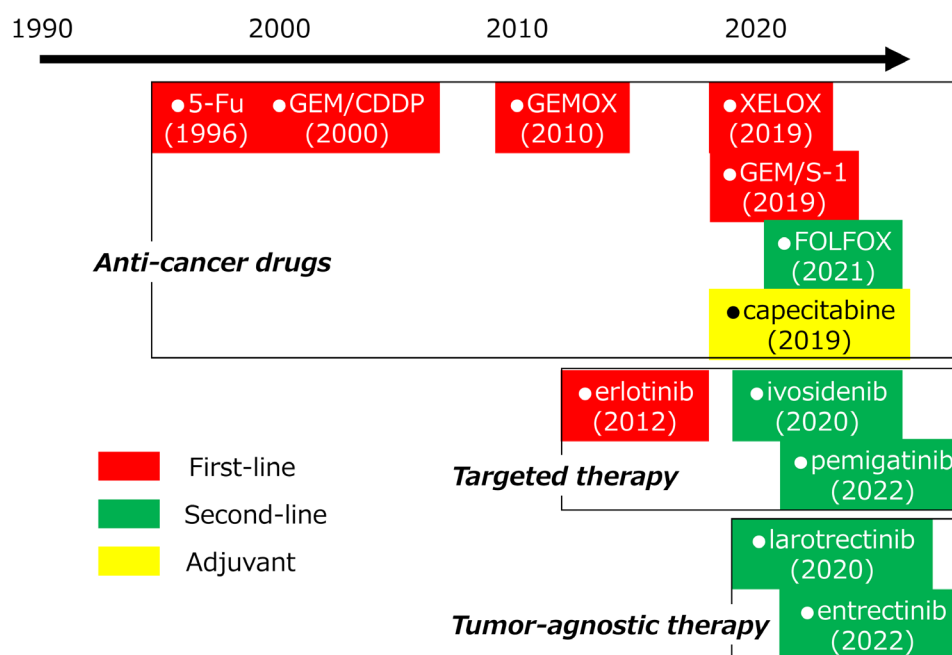 1990 2000 2010 2020
●5-Fu ●GEM/CDDP ●GEMOX ●XELOX
(1996) (2000) (2010) (2019)
●GEM/S-1
(2019)
●FOLFOX
(2021)
Anti-cancer drugs
●capecitabine
(2019)
●erlotinib ●ivosidenib
(2012) (2020)
●pemigatinib
(2022)
Targeted therapy
First-line
Second-line
Adjuvant
●larotrectinib
(2020)
●entrectinib
(2022)
Tumor-agnostic therapy